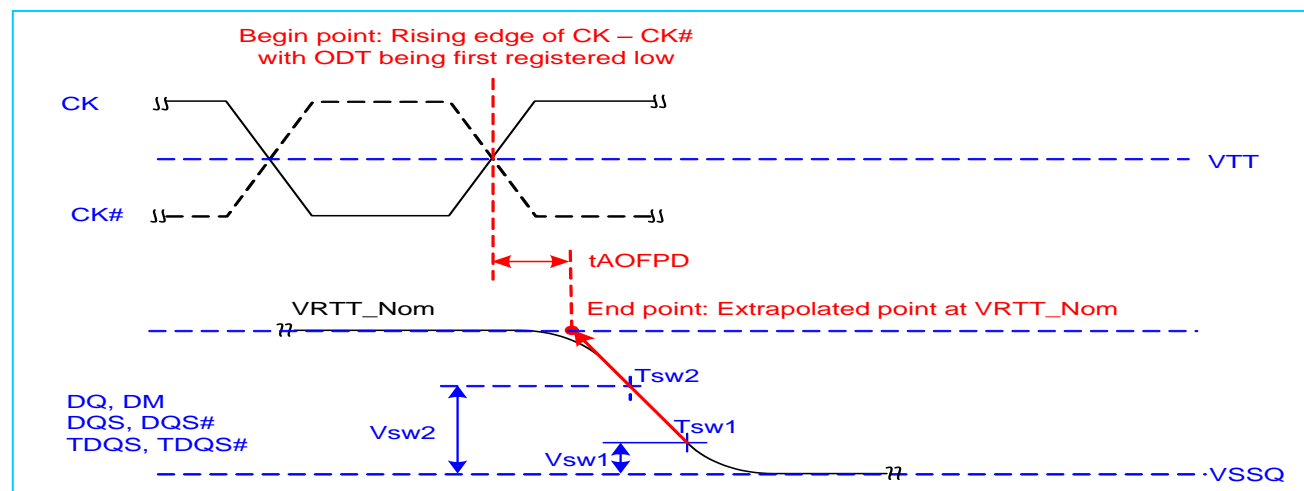 Begin point: Rising edge of CK – CK#
with ODT being first registered low
CK
VTT
CK#
tAOFPD
VRTT_Nom
End point: Extrapolated point at VRTT_Nom
Tsw2
DQ, DM
DQS, DQS#
TDQS, TDQS#
Vsw2
Tsw1
Vsw1
VSSQ